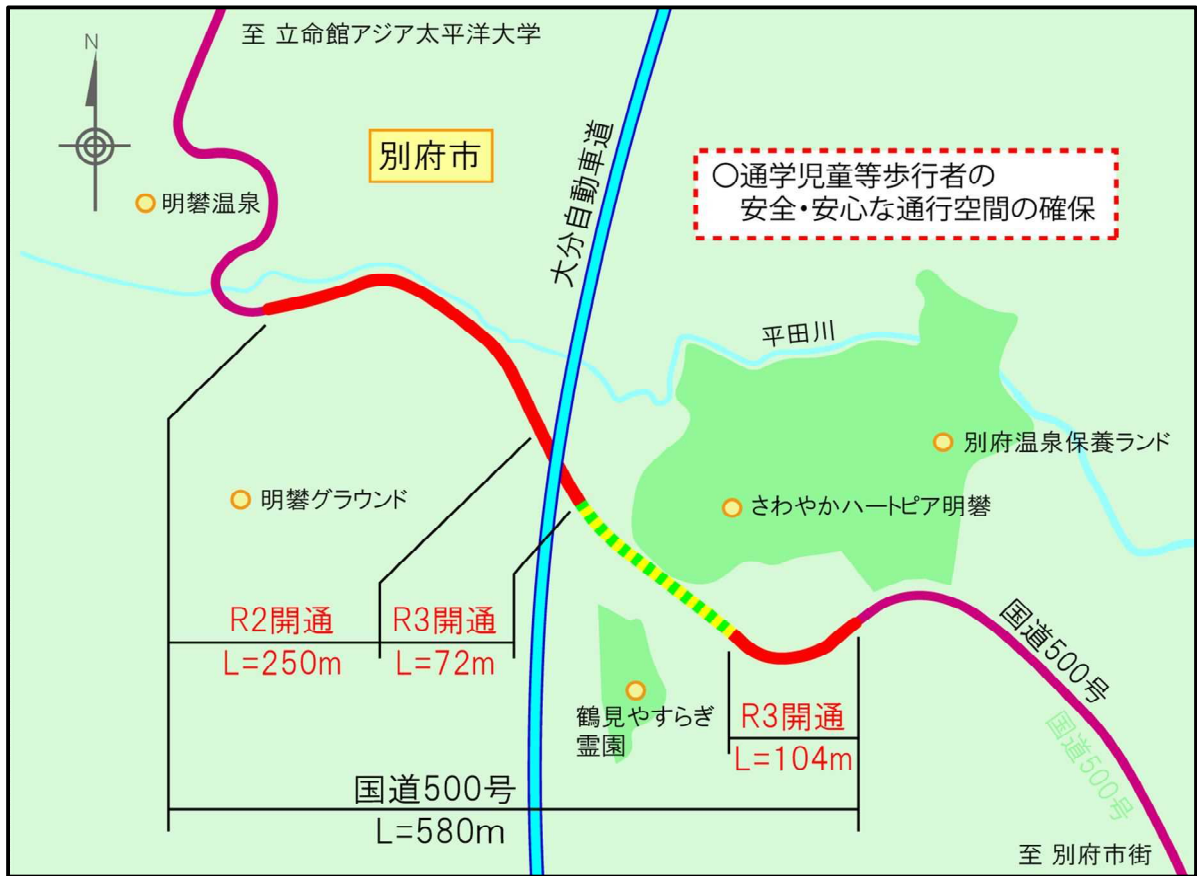 至 立命館アジア太平洋大学
N
別府市
大分自動車道
○通学児童等歩行者の
安全・安心な通行空間の確保
明礬温泉
平田川
別府温泉保養ランド
明礬グラウンド
さわやかハートピア明礬
R2開通
L=250m
R3開通
L=72m
国道500号
国道500号
鶴見やすらぎ
霊園
R3開通
L=104m
国道500号
L=580m
至 別府市街